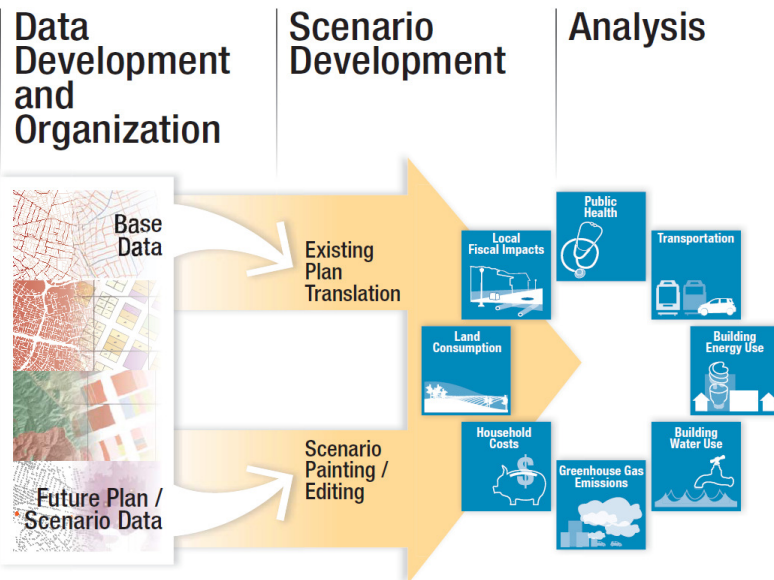 Data
Development
and
Organization
Scenario
Development
Analysis
Base
Data
Future Plan /
Scenario Data
Existing
Plan
Translation
Scenario
Painting /
Editing
Public
Health
Local
Fiscal Impacts
Transportation
Land
Consumption
Building
Energy Use
Household
Costs
$
Building
Water Use
Greenhouse Gas
Emissions